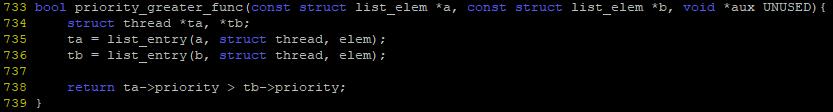 733 bool priority_greater_func(const struct list_elem *a, const struct list_elem *b, void *aux UNUSED){
734     struct thread *ta, *tb;
735     ta = list_entry(a, struct thread, elem);
736     tb = list_entry(b, struct thread, elem);
737
738     return ta->priority > tb->priority;
739 }